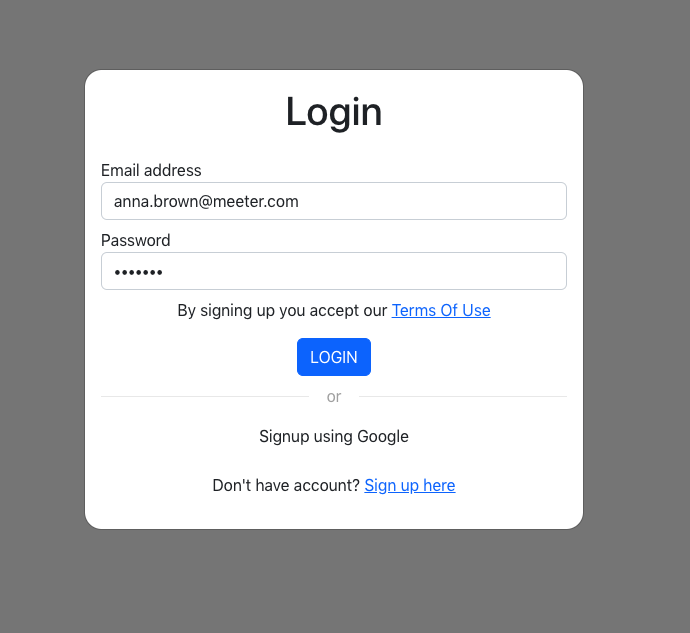 Login
Email address
anna.brown@meeter.com
Password
•••••••
By signing up you accept our Terms Of Use
LOGIN
or
Signup using Google
Don't have account? Sign up here